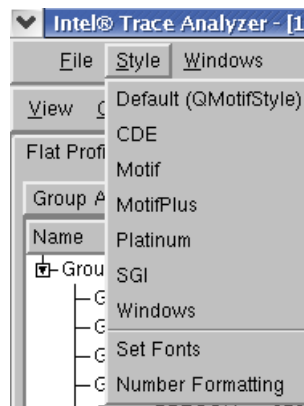 Intel® Trace Analyzer - [1
File Style Windows
View
Default (QMotifStyle)
CDE
Flat Profi
Motif
Group A
MotifPlus
Name
Platinum
Grou
SGI
G
Windows
G
G
Set Fonts
G
Number Formatting